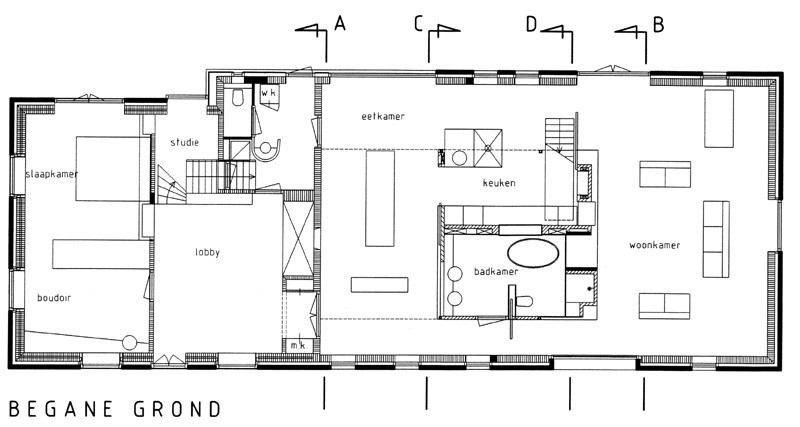 A C D B
w.k.
eetkamer
studie
slaapkamer
keuken
lobby
woonkamer
badkamer
boudoir
m.k.
BEGANE GROND